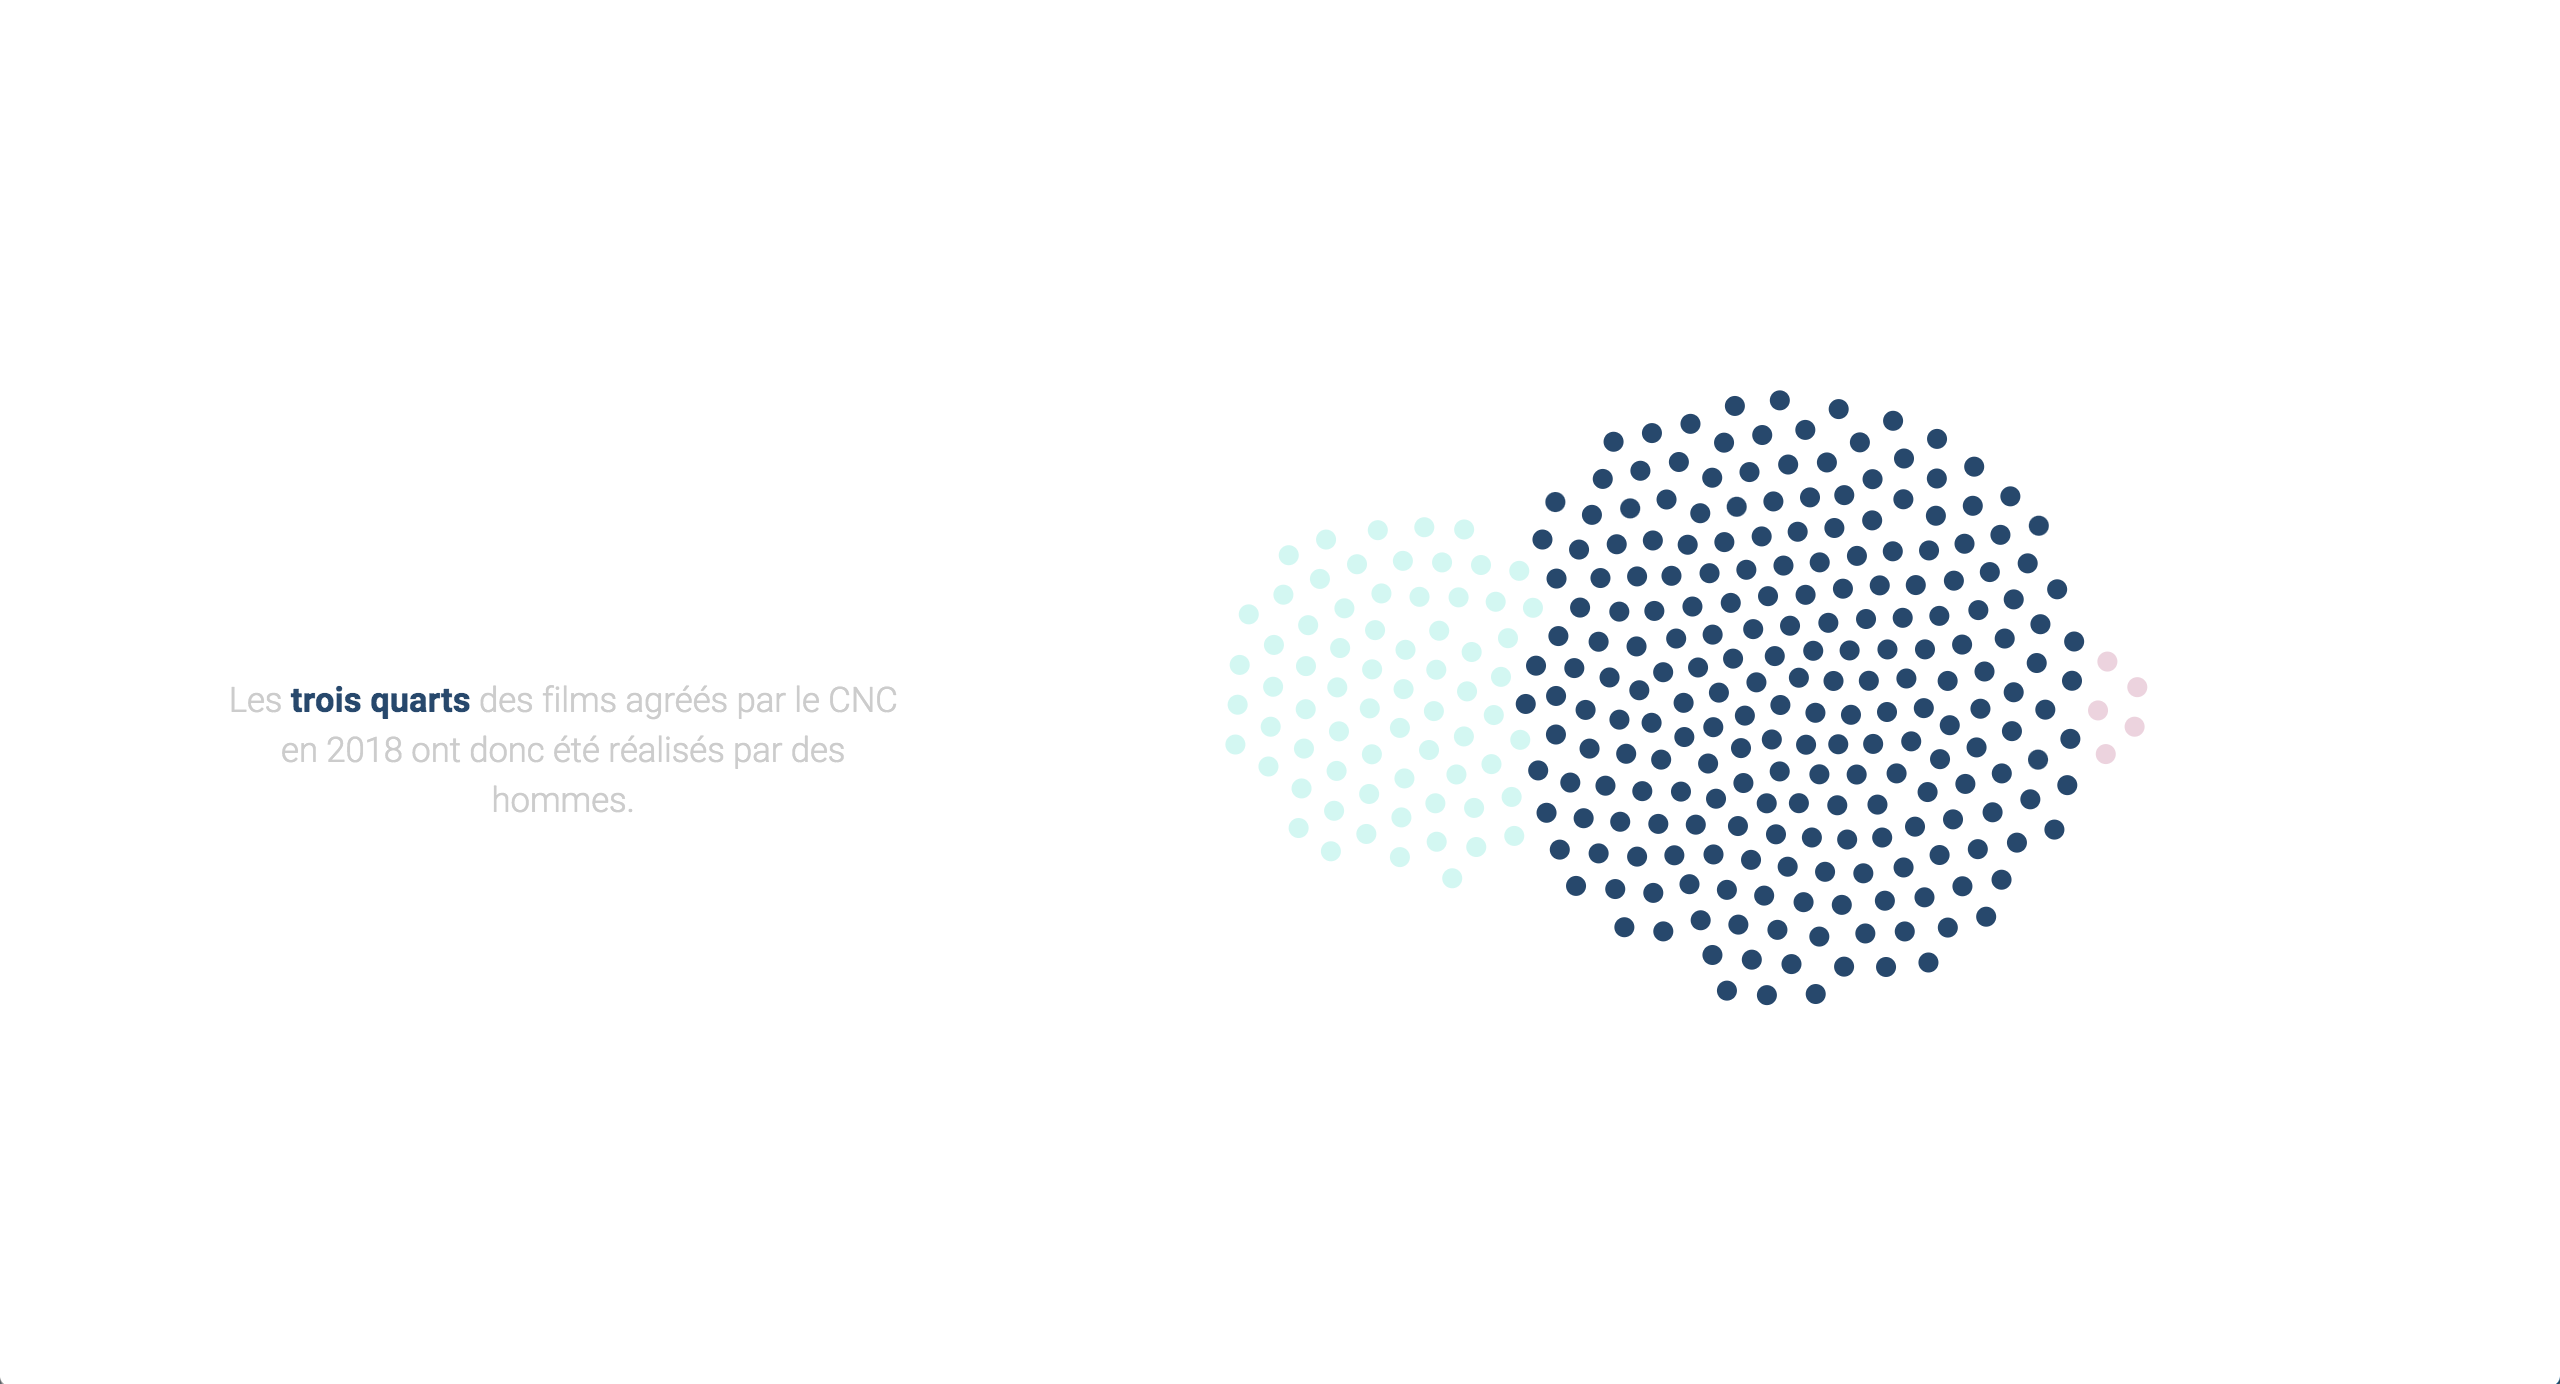 Les trois quarts des films agréés par le CNC
en 2018 ont donc été réalisés par des
hommes.